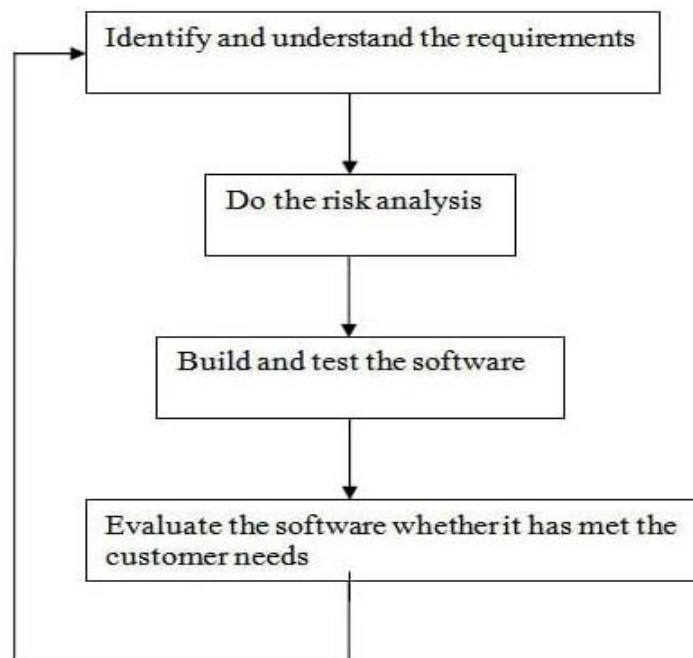 Identify and understand the requirements
Do the risk analysis
Build and test the software
Evaluate the software whether it has met the
customer needs